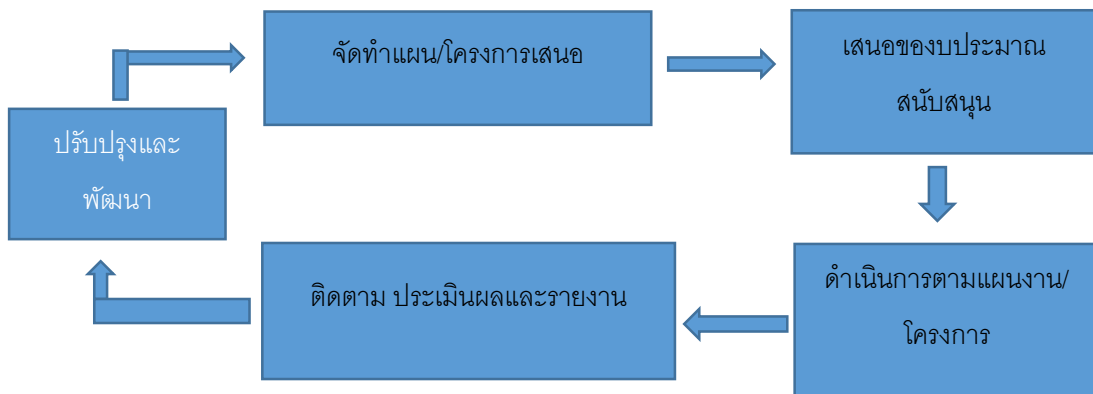 จัดทำแผน/โครงการเสนอ
เสนอของบประมาณ
สนับสนุน
ดำเนินการตามแผนงาน/
โครงการ
ติดตาม ประเมินผลและรายงาน
ปรับปรุงและ
พัฒนา